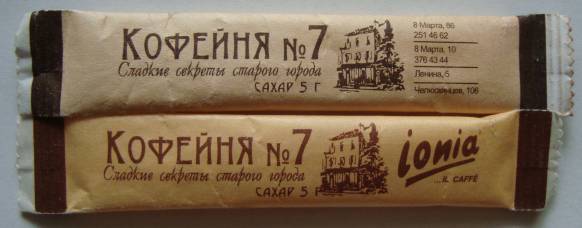 КОФЕЙНЯ №7
Сладкие секреты старого города
САХАР 5 Г
8 Марта, 86
251 46 62
8 Марта, 10
376 43 44
Ленина, 5
Челюскинцев, 106
КОФЕЙНЯ №7
Сладкие секреты старого города
САХАР 5 Г
ionia
...IL CAFFÈ